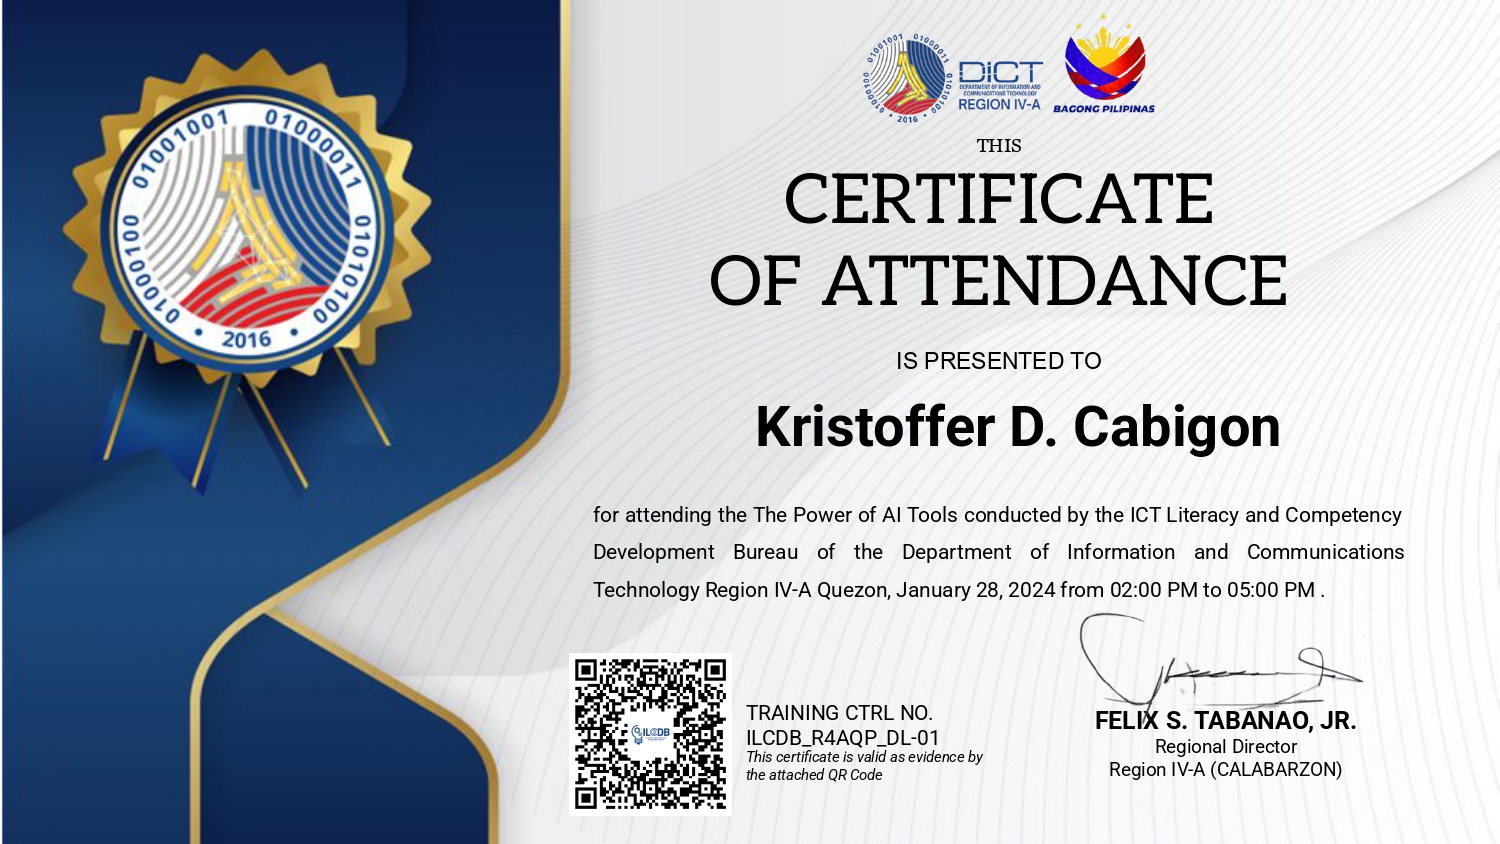 01001001 01000011
01000100
01010100
2016
01001001 01000011
01000100
01010100
2016
DICT
DEPARTMENT OF INFORMATION AND
COMMUNICATIONS TECHNOLOGY
REGION IV-A
BAGONG PILIPINAS
THIS
CERTIFICATE
OF ATTENDANCE
IS PRESENTED TO
Kristoffer D. Cabigon
for attending the The Power of AI Tools conducted by the ICT Literacy and Competency
Development Bureau of the Department of Information and Communications
Technology Region IV-A Quezon, January 28, 2024 from 02:00 PM to 05:00 PM .
ILCDB
TRAINING CTRL NO.
ILCDB_R4AQP_DL-01
This certificate is valid as evidence by
the attached QR Code
FELIX S. TABANAO, JR.
Regional Director
Region IV-A (CALABARZON)